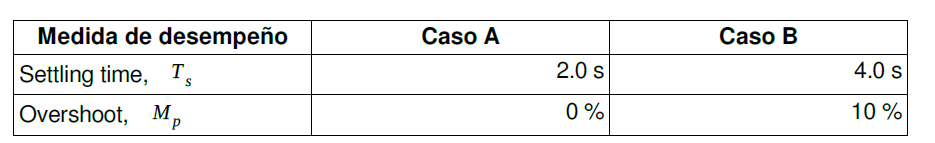 Medida de desempeño Caso A Caso B
Settling time, T_s 2.0 s 4.0 s
Overshoot, M_p 0 % 10 %